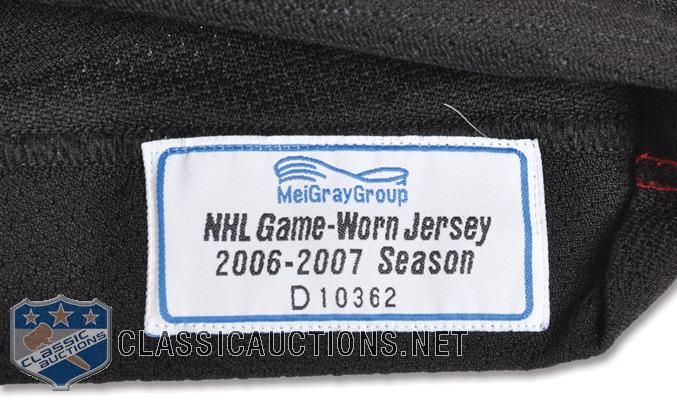 MeiGrayGroup
NHL Game-Worn Jersey
2006-2007 Season
D10362
CLASSIC
AUCTIONS
CLASSICAUCTIONS.NET